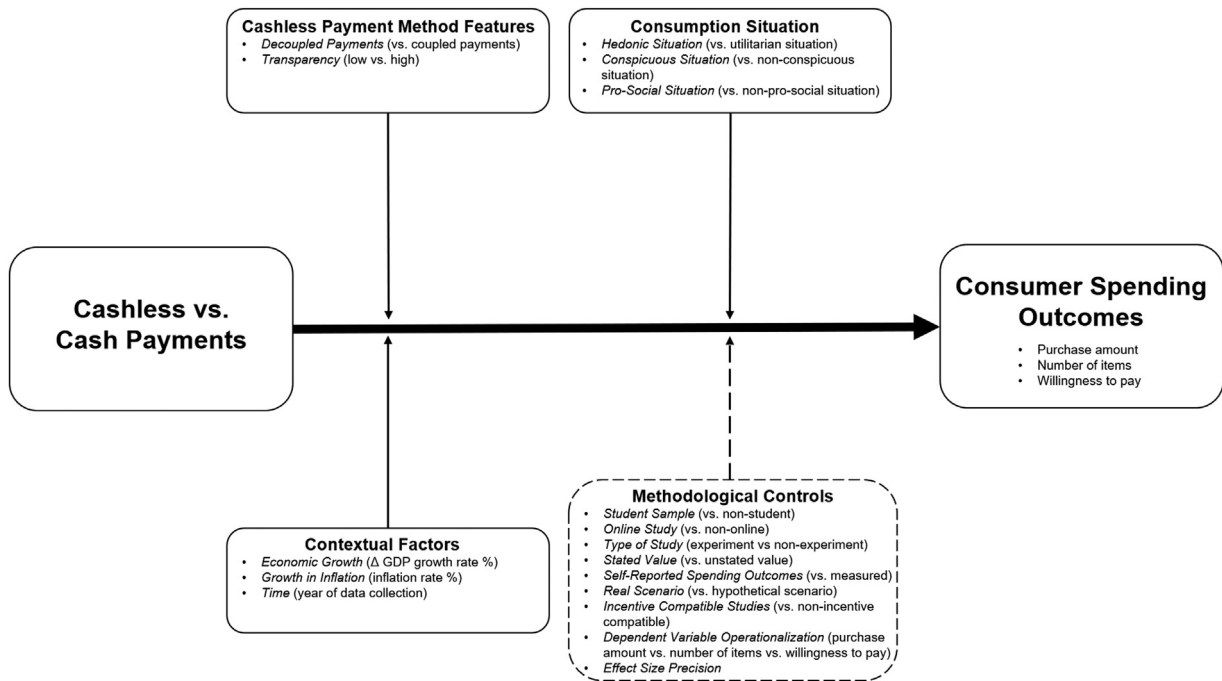 Cashless Payment Method Features
• Decoupled Payments (vs. coupled payments)
• Transparency (low vs. high)
Consumption Situation
• Hedonic Situation (vs. utilitarian situation)
• Conspicuous Situation (vs. non-conspicuous
situation)
• Pro-Social Situation (vs. non-pro-social situation)
Cashless vs.
Cash Payments
Consumer Spending
Outcomes
• Purchase amount
• Number of items
• Willingness to pay
Contextual Factors
• Economic Growth (Δ GDP growth rate %)
• Growth in Inflation (inflation rate %)
• Time (year of data collection)
Methodological Controls
• Student Sample (vs. non-student)
• Online Study (vs. non-online)
• Type of Study (experiment vs non-experiment)
• Stated Value (vs. unstated value)
• Self-Reported Spending Outcomes (vs. measured)
• Real Scenario (vs. hypothetical scenario)
• Incentive Compatible Studies (vs. non-incentive
compatible)
• Dependent Variable Operationalization (purchase
amount vs. number of items vs. willingness to pay)
• Effect Size Precision